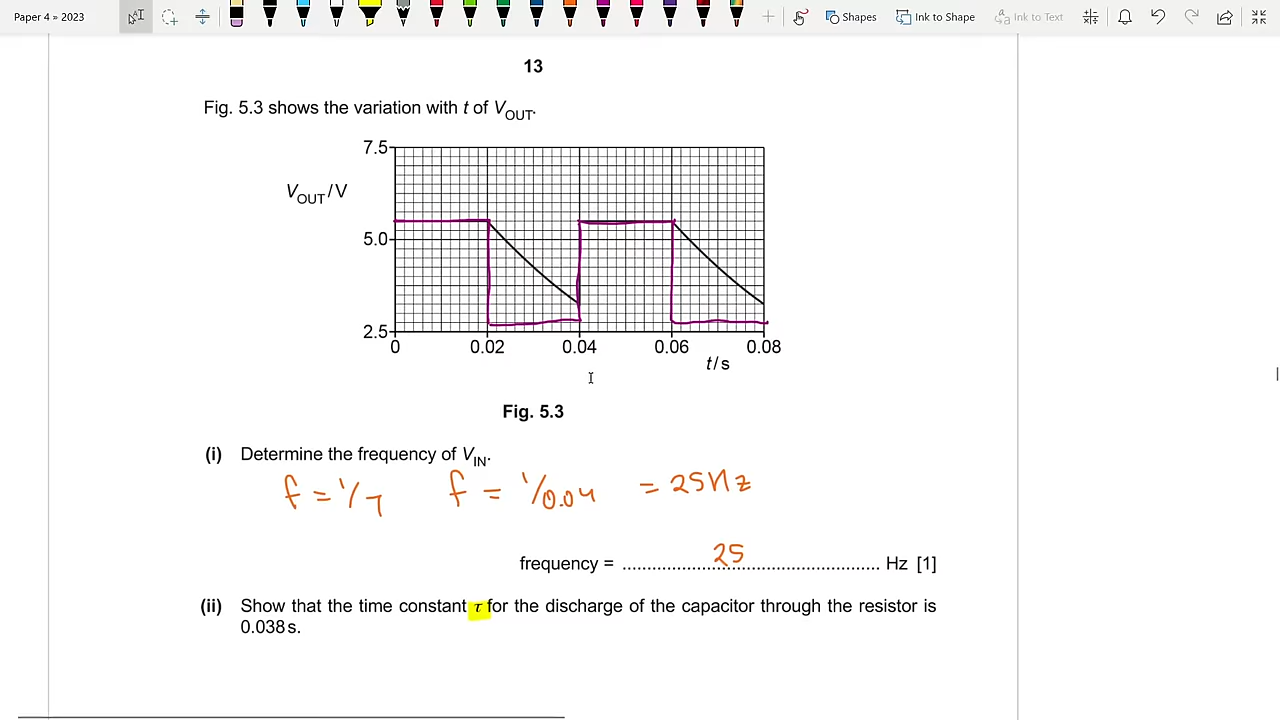 Paper 4 » 2023
Shapes
Ink to Shape
Ink to Text
13
Fig. 5.3 shows the variation with t of VOUT.
7.5
VOUT / V
5.0
2.5
0 0.02 0.04 0.06 0.08
t / s
Fig. 5.3
(i) Determine the frequency of VIN.
f = 1/T f = 1/0.04 = 25Hz
frequency = 25 Hz [1]
(ii) Show that the time constant τ for the discharge of the capacitor through the resistor is
0.038 s.